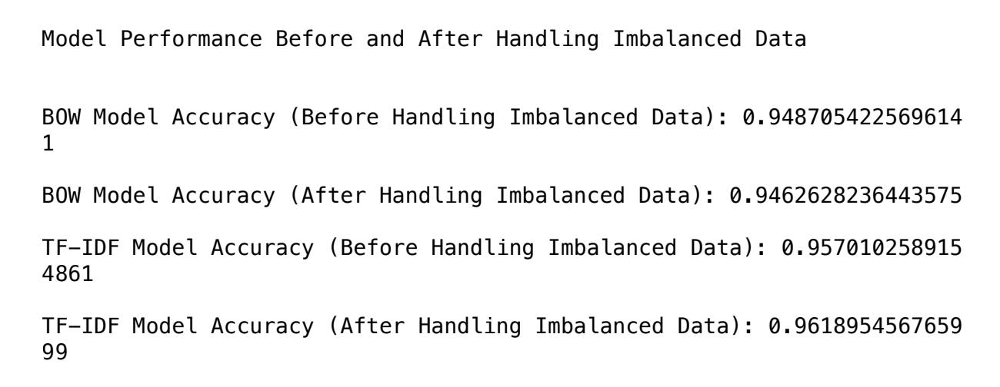 Model Performance Before and After Handling Imbalanced Data
BOW Model Accuracy (Before Handling Imbalanced Data): 0.948705422569614
1
BOW Model Accuracy (After Handling Imbalanced Data): 0.9462628236443575
TF-IDF Model Accuracy (Before Handling Imbalanced Data): 0.957010258915
4861
TF-IDF Model Accuracy (After Handling Imbalanced Data): 0.9618954567659
99